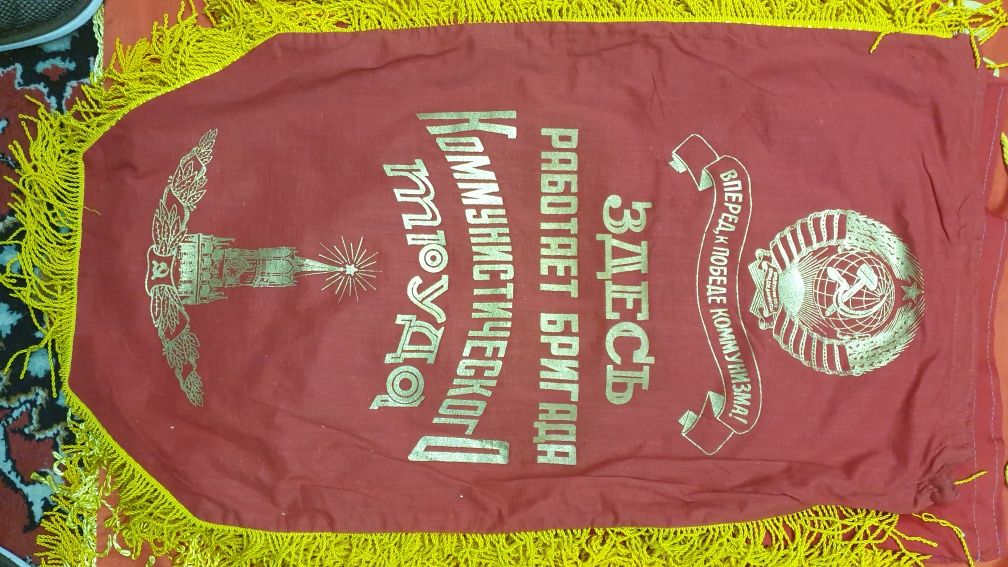 ВПЕРЕД, К ПОБЕДЕ КОММУНИЗМА!
ЗДЕСЬ
РАБОТАЕТ БРИГАДА
КОММУНИСТИЧЕСКОГО
ТРУДА